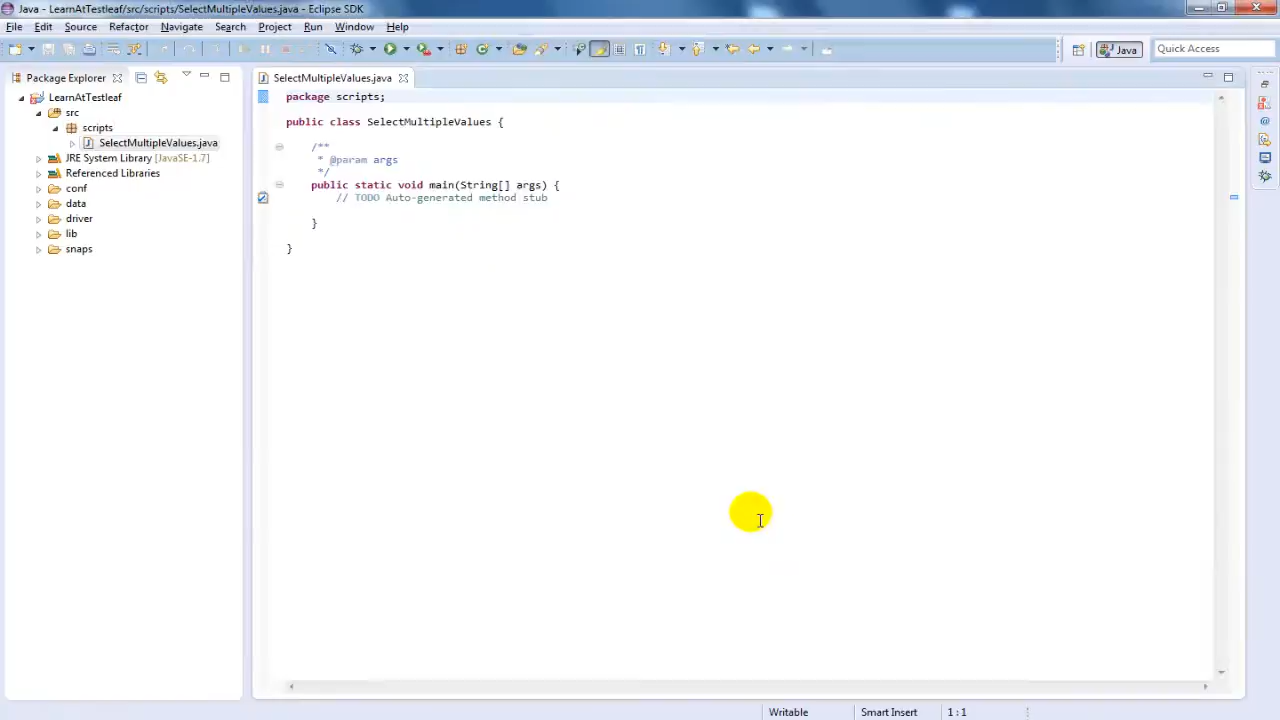 Java - LearnAtTestleaf/src/scripts/SelectMultipleValues.java - Eclipse SDK
File Edit Source Refactor Navigate Search Project Run Window Help
Java
Quick Access
Package Explorer
LearnAtTestleaf
src
scripts
SelectMultipleValues.java
JRE System Library [JavaSE-1.7]
Referenced Libraries
conf
data
driver
lib
snaps
SelectMultipleValues.java
package scripts;
public class SelectMultipleValues {
/**
* @param args
*/
public static void main(String[] args) {
// TODO Auto-generated method stub
}
}
Writable Smart Insert 1 : 1